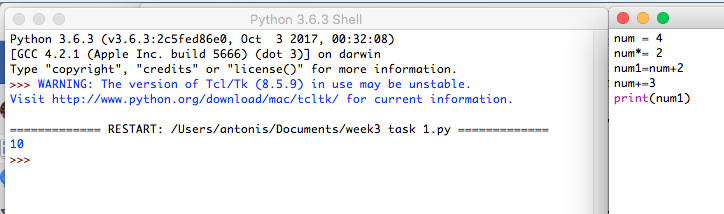 Python 3.6.3 Shell
Python 3.6.3 (v3.6.3:2c5fed86e0, Oct  3 2017, 00:32:08)
[GCC 4.2.1 (Apple Inc. build 5666) (dot 3)] on darwin
Type "copyright", "credits" or "license()" for more information.
>>> WARNING: The version of Tcl/Tk (8.5.9) in use may be unstable.
Visit http://www.python.org/download/mac/tcltk/ for current information.
============= RESTART: /Users/antonis/Documents/week3 task 1.py =============
10
>>>
num = 4
num*= 2
num1=num+2
num+=3
print(num1)